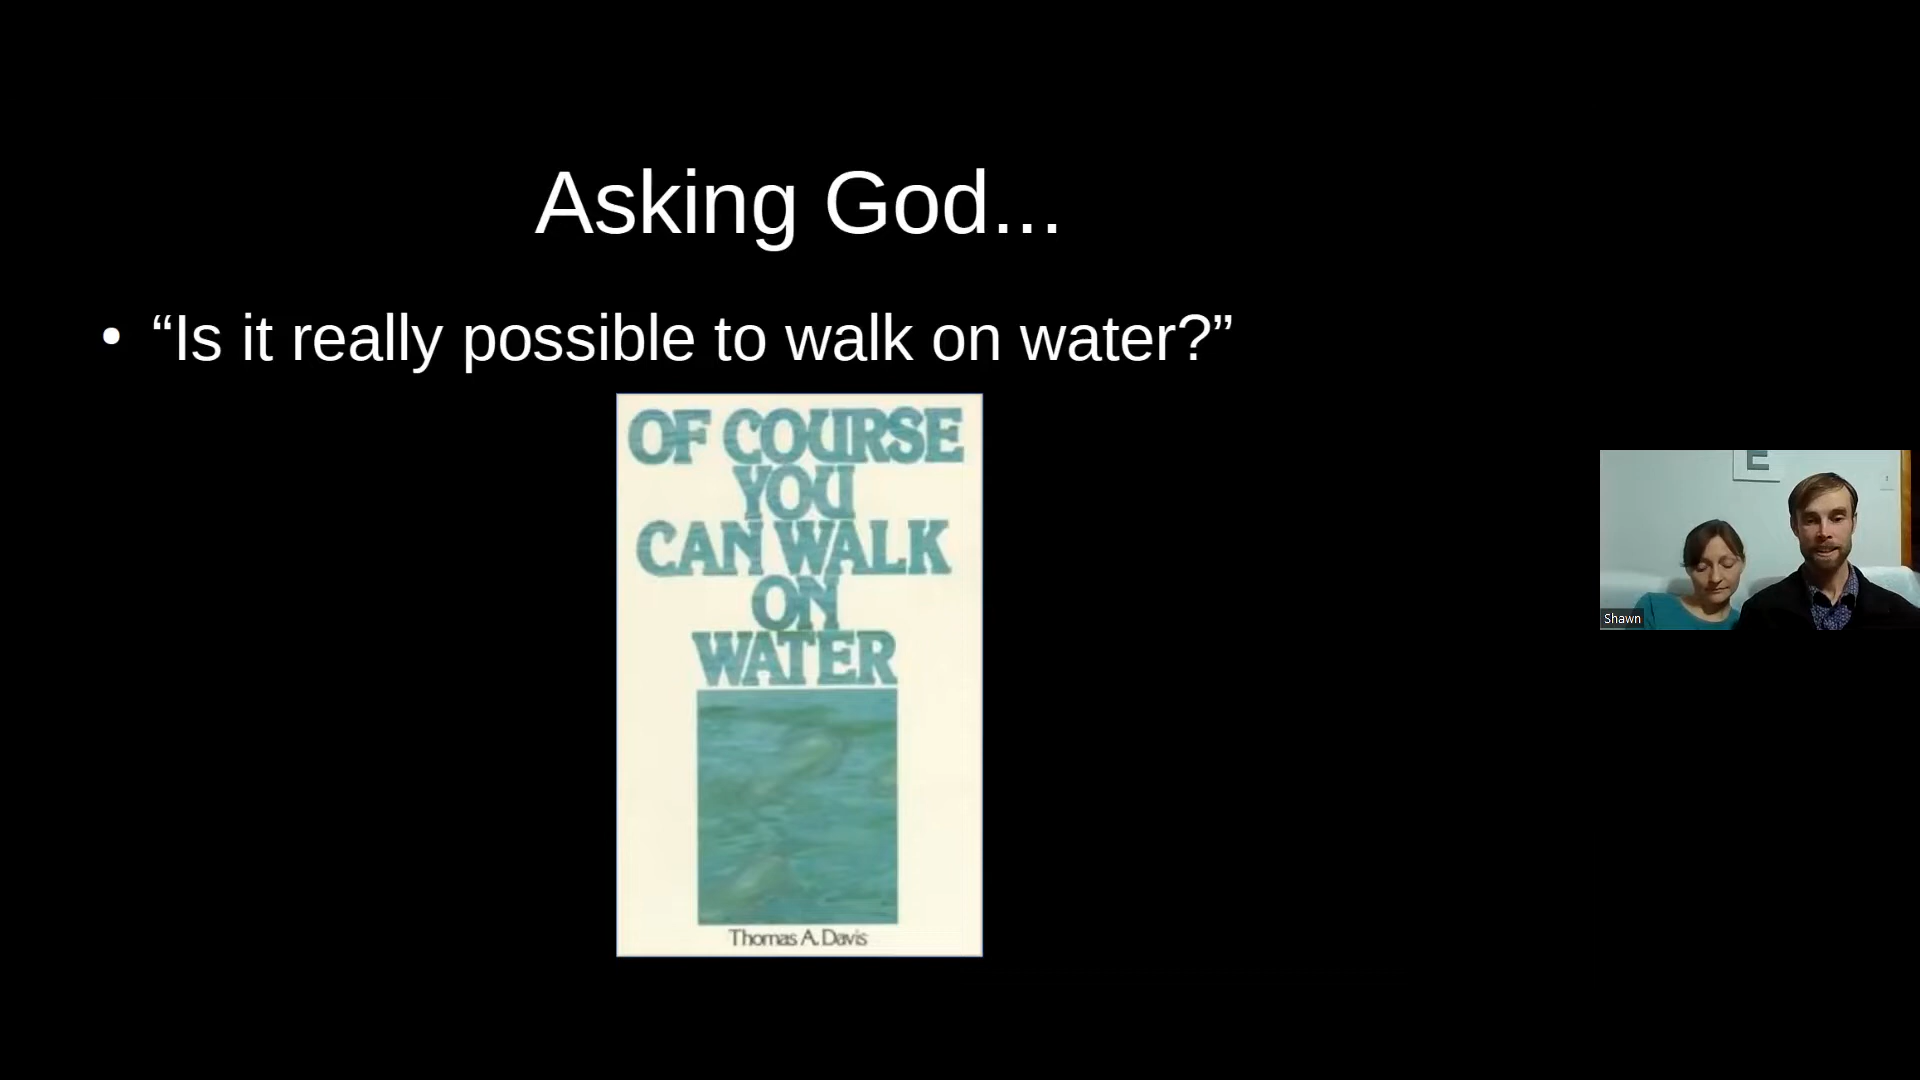 Asking God...
• “Is it really possible to walk on water?”
OF COURSE
YOU
CAN WALK
ON
WATER
Thomas A. Davis
E
Shawn